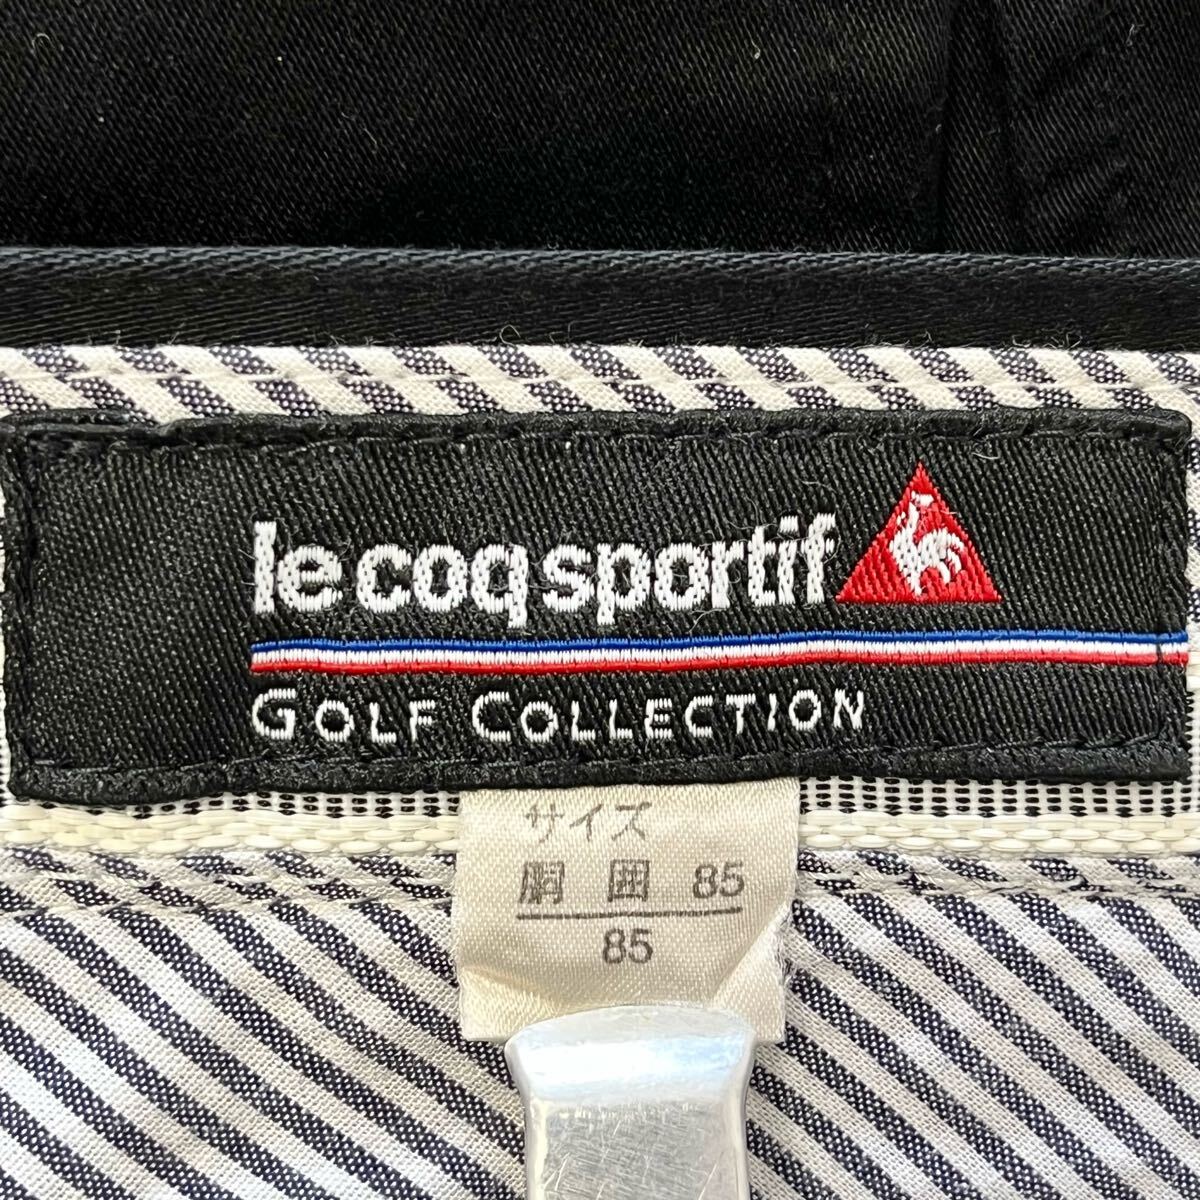 le coq sportif
GOLF COLLECTION
サイズ
胴囲 85
85